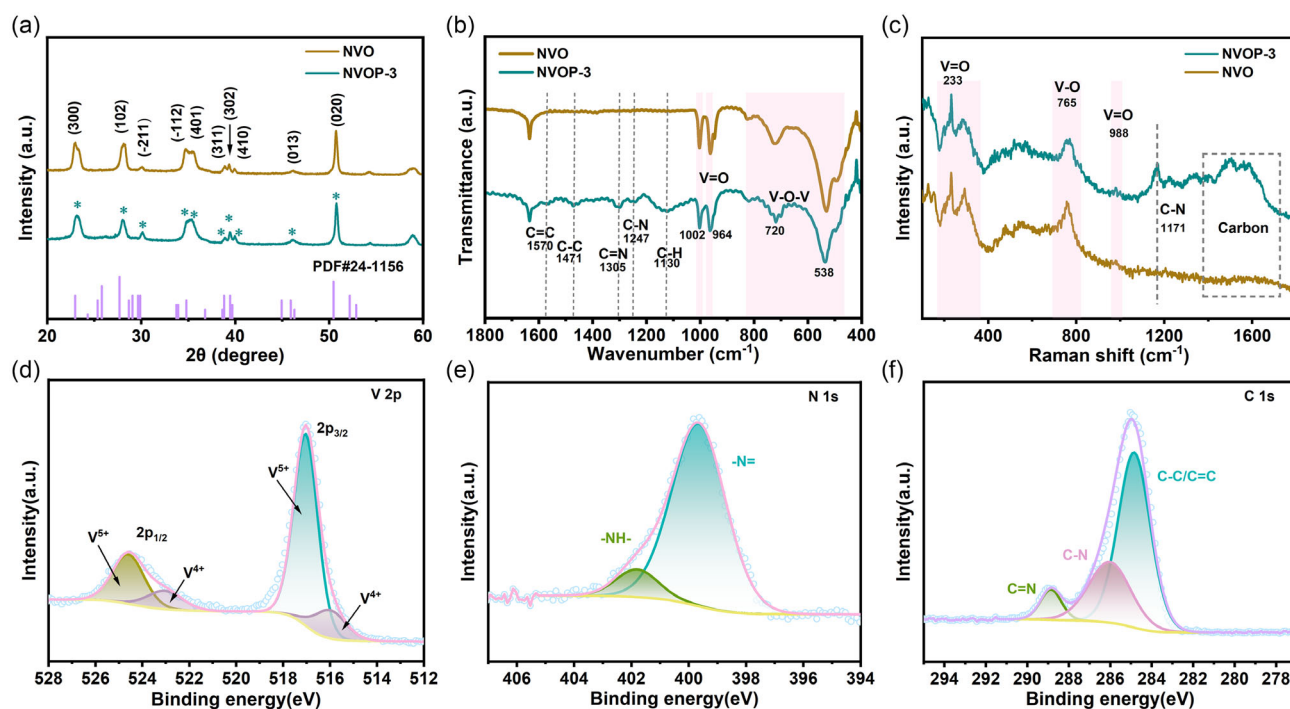 (a)
NVO
NVOP-3
(300)
(102)
(-211)
(-112)
(401)
(311)
(302)
(410)
(013)
(020)
* * * * * * * * * *
PDF#24-1156
Intensity (a.u.)
20 30 40 50 60
2θ (degree)
(b)
NVO
NVOP-3
V=O
V-O-V
C=C
1570
C-C
1471
C=N
1305
C-N
1247
C-H
1130
1002
964
720
538
Transmittance (a.u.)
1800 1600 1400 1200 1000 800 600 400
Wavenumber (cm⁻¹)
(c)
NVOP-3
NVO
V=O
233
V-O
765
V=O
988
C-N
1171
Carbon
Intensity (a.u.)
400 800 1200 1600
Raman shift (cm⁻¹)
(d)
V 2p
2p3/2
V⁵⁺
2p1/2
V⁵⁺
V⁴⁺
V⁴⁺
Intensity(a.u.)
528 526 524 522 520 518 516 514 512
Binding energy(eV)
(e)
N 1s
-N=
-NH-
Intensity(a.u.)
406 404 402 400 398 396 394
Binding energy(eV)
(f)
C 1s
C-C/C=C
C-N
C=N
Intensity(a.u.)
294 292 290 288 286 284 282 280 278
Binding energy(eV)